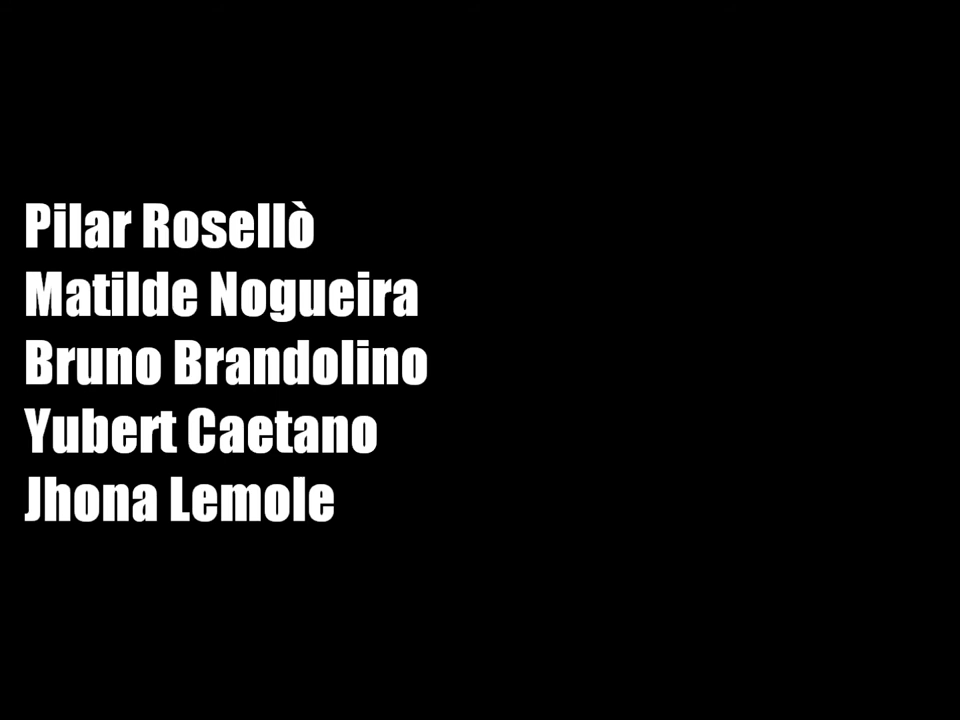 Pilar Rosellò
Matilde Nogueira
Bruno Brandolino
Yubert Caetano
Jhona Lemole